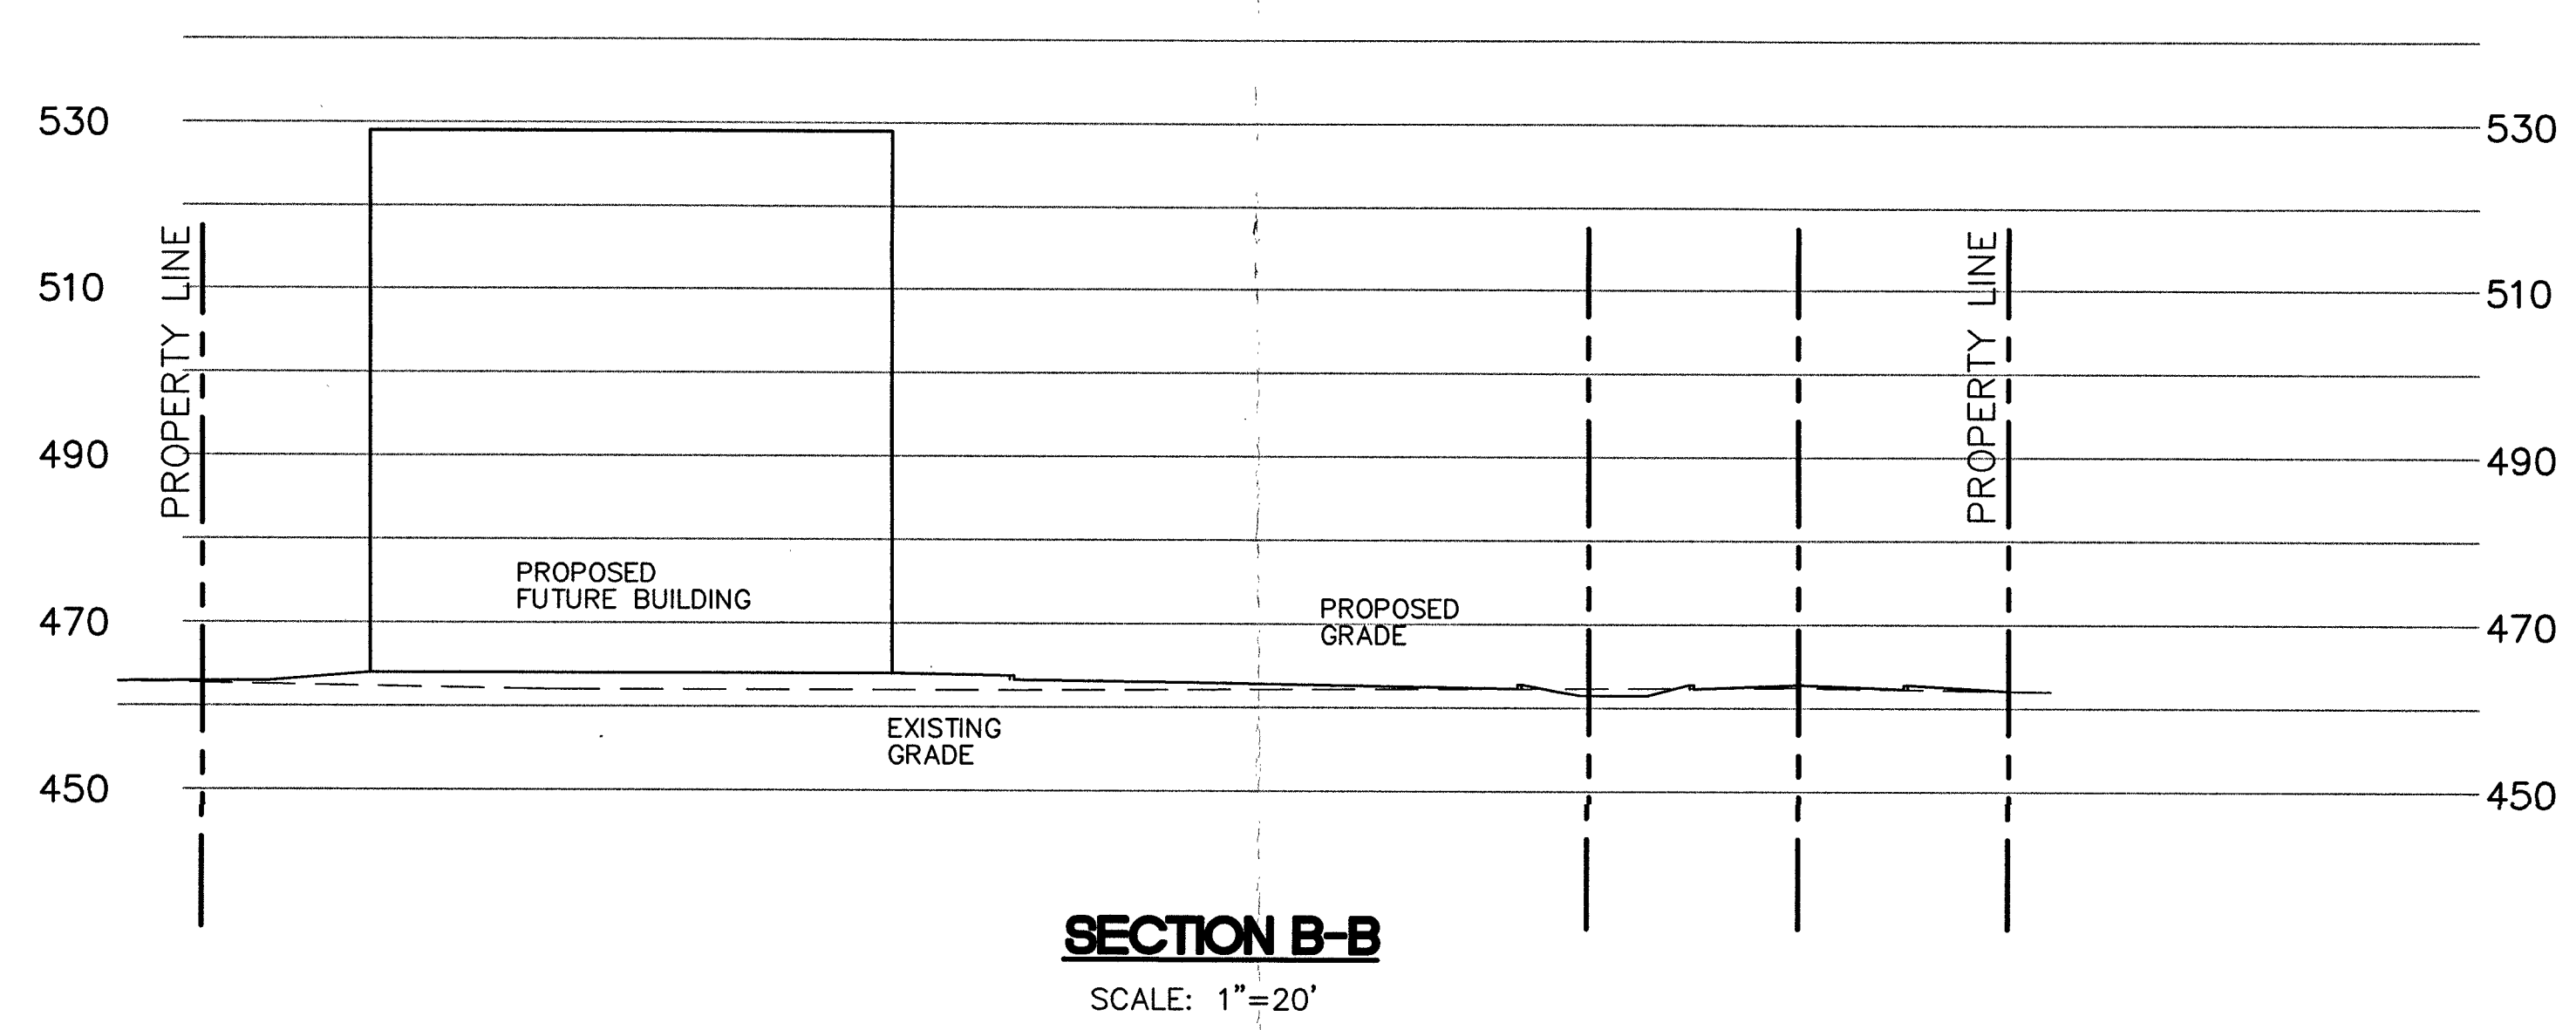 530
530
510
510
490
490
470
470
450
450
PROPERTY LINE
PROPERTY LINE
PROPOSED
FUTURE BUILDING
PROPOSED
GRADE
EXISTING
GRADE
SECTION B-B
SCALE: 1"=20'